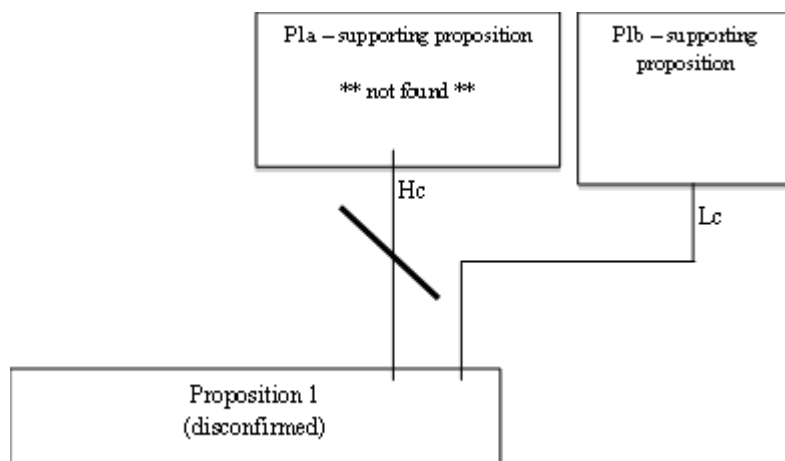 P1a – supporting proposition
** not found **
P1b – supporting
proposition
Hc
Lc
Proposition 1
(disconfirmed)